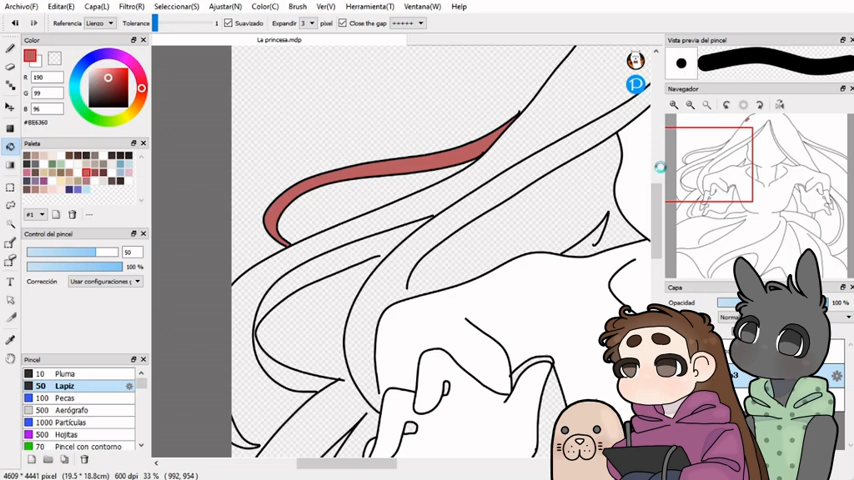 Archivo(F) Editar(E) Capa(L) Filtro(R) Seleccionar(S) Ajustar(N) Color(C) Brush Ver(V) Herramienta(T) Ventana(W) Help
Referencia Lienzo Tolerance 1 Suavizado Expandir 3 pixel Close the gap +++++
Color
La princesa.mdp
Vista previa del pincel
R 190
G 99
B 96
#BE6360
Navegador
Paleta
#1
Control del pincel
50
100 %
Corrección Usar configuraciones g
Capa
Opacidad 100 %
Norma
Pincel
10 Pluma
50 Lapiz
100 Pecas
500 Aerógrafo
1000 Partículas
500 Hojitas
70 Pincel con contorno
4609 * 4441 pixel (19.5 * 18.8cm) 600 dpi 33 % ( 992, 954 )